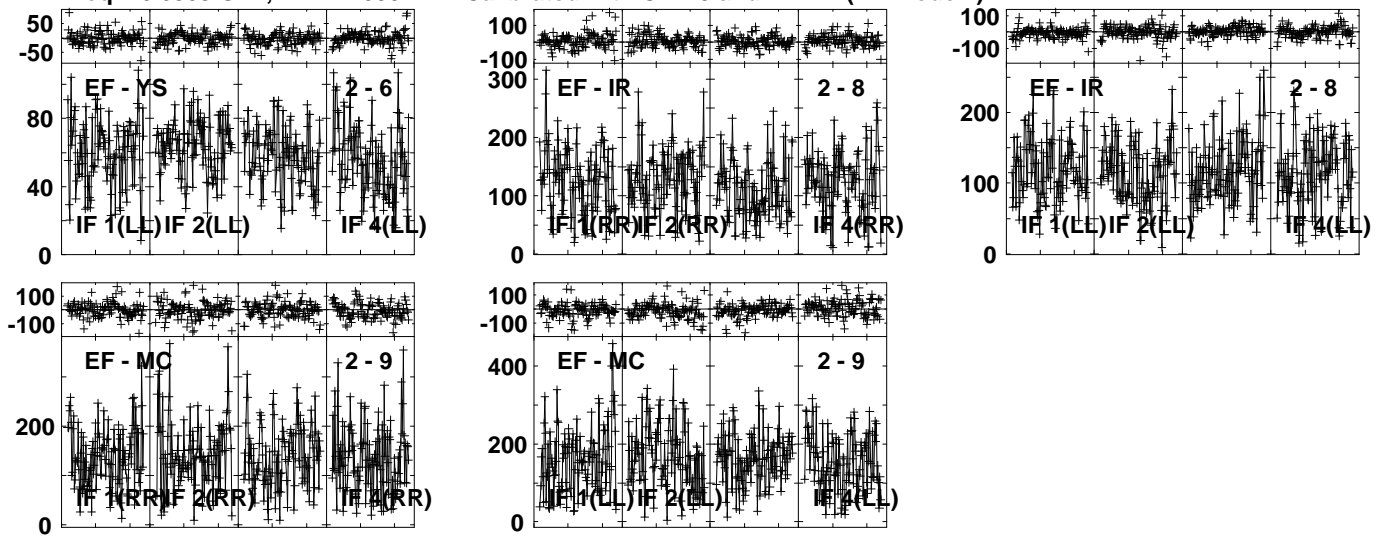 50
-50
EF - YS 2 - 6
80
40
IF 1(LL) IF 2(LL) IF 4(LL)
0
100
-100
300
EF - IR 2 - 8
200
100
IF 1(RR) IF 2(RR) IF 4(RR)
0
100
-100
EF - IR 2 - 8
200
100
IF 1(LL) IF 2(LL) IF 4(LL)
0
100
-100
EF - MC 2 - 9
200
IF 1(RR) IF 2(RR) IF 4(RR)
0
100
-100
EF - MC 2 - 9
400
200
IF 1(LL) IF 2(LL) IF 4(LL)
0